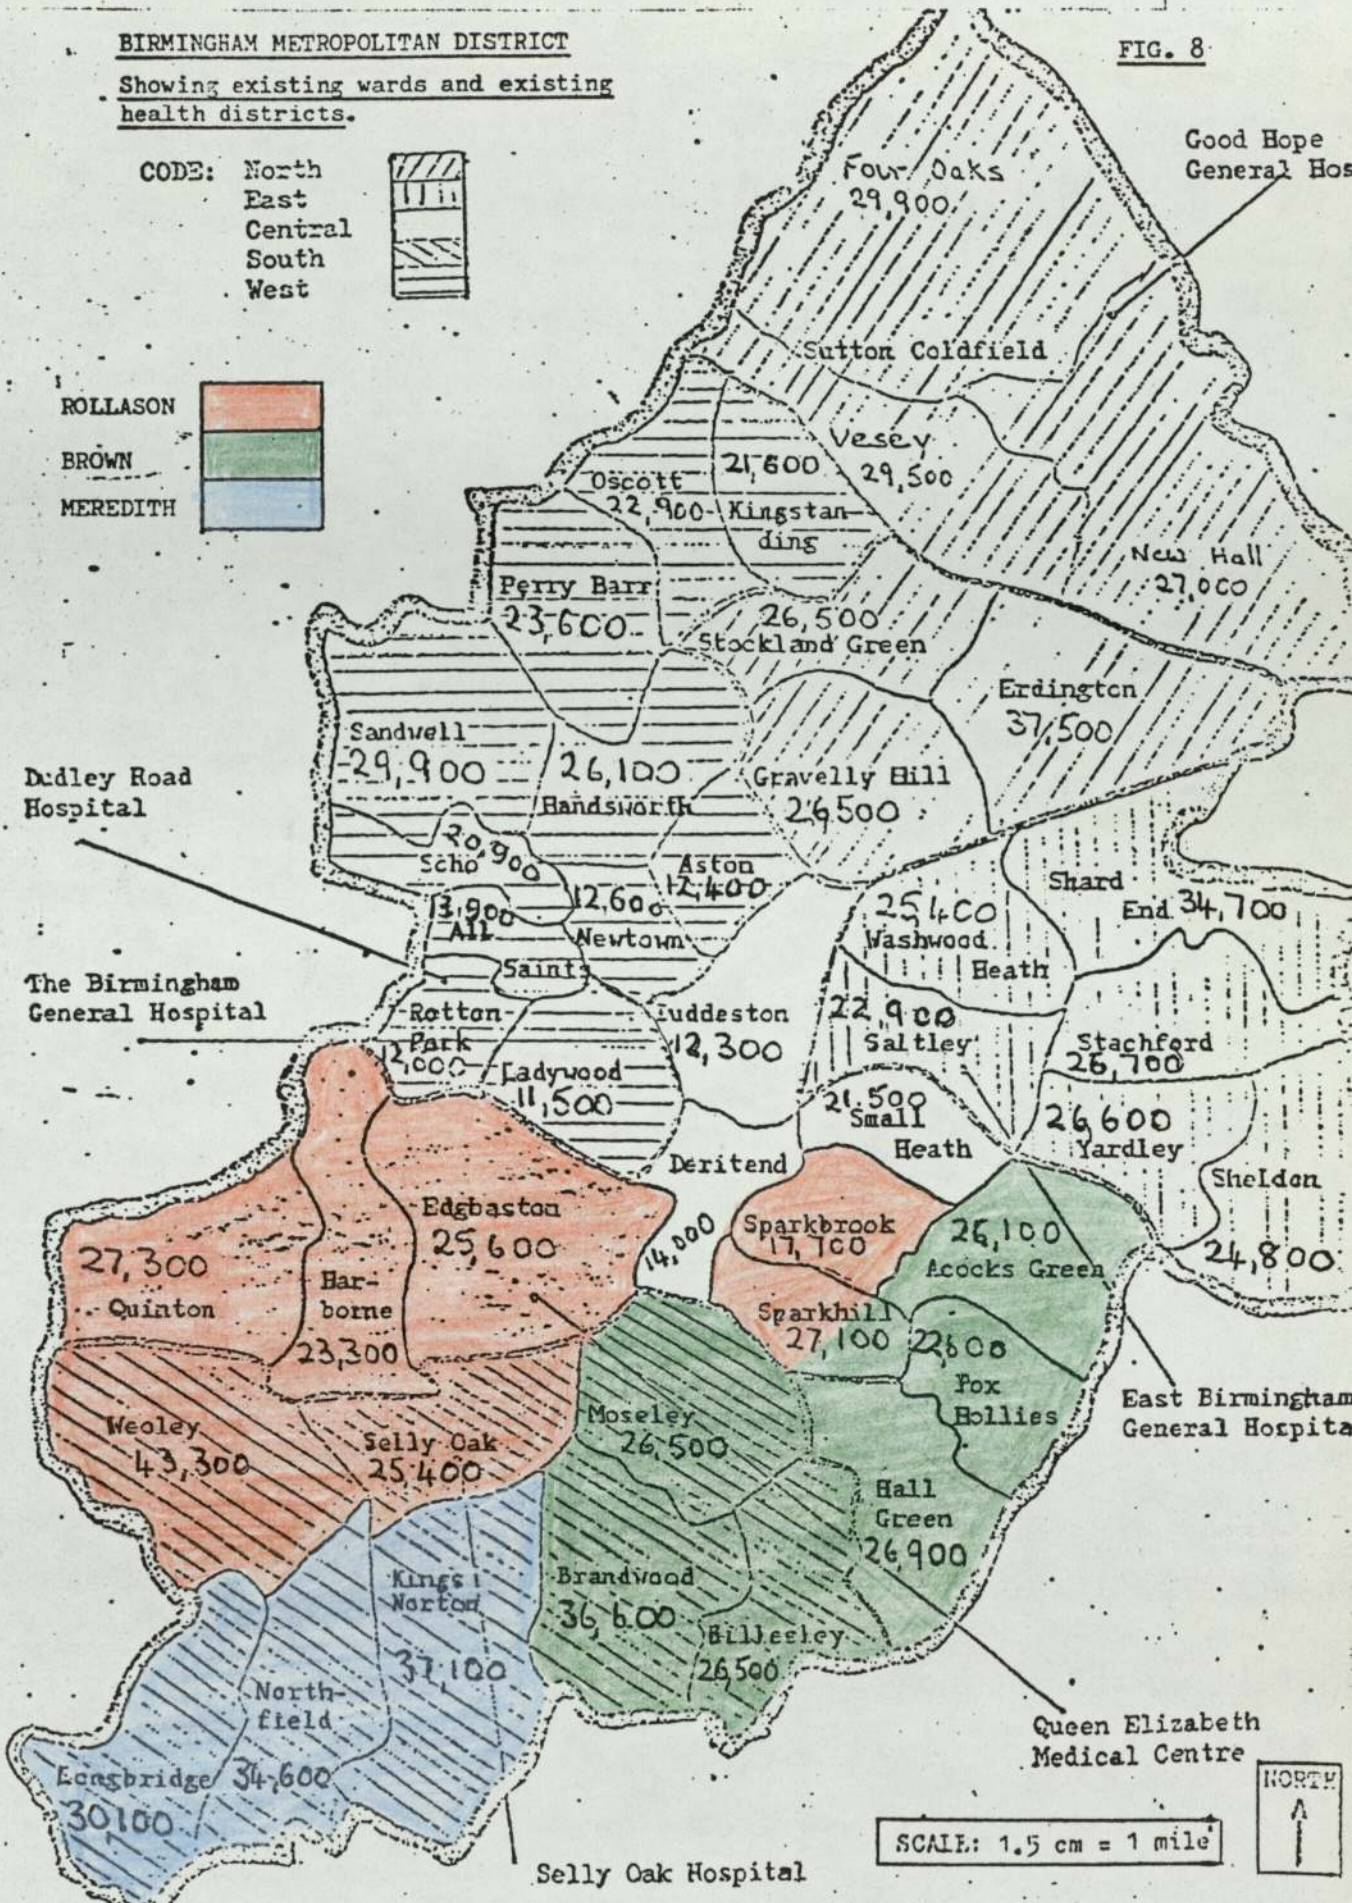 BIRMINGHAM METROPOLITAN DISTRICT
FIG. 8
Showing existing wards and existing
health districts.
CODE: North
East
Central
South
West
ROLLASON
BROWN
MEREDITH
Good Hope
General Hos
Four Oaks
29,900
Sutton Coldfield
Vesey
29,500
21,600
Kingstan-
ding
Oscott
22,900
New Hall
27,000
Perry Barr
23,600
26,500
Stockland Green
Erdington
37,500
Sandwell
29,900
26,100
Handsworth
Gravelly Hill
26,500
Dudley Road
Hospital
20,900
Soho
Aston
12,400
Shard
End 34,700
13,900
All
Saints
12,600
Newtown
25,400
Washwood
Heath
The Birmingham
General Hospital
Rotton
Park
12,000
Ladywood
11,500
Duddeston
12,300
22,900
Saltley
Stechford
26,700
21,500
Small
Heath
26,600
Yardley
Sheldon
24,800
Deritend
14,000
Edgbaston
25,600
27,300
Quinton
Har-
borne
23,300
Sparkbrook
17,700
26,100
Acocks Green
Sparkhill
27,100
22,600
Fox
Hollies
East Birmingham
General Hospita
Weoley
43,300
Selly Oak
25,400
Moseley
26,500
Hall
Green
26,900
Kings
Norton
37,100
Brandwood
36,600
Billesley
26,500
North-
field
34,600
Longbridge
30,100
Queen Elizabeth
Medical Centre
NORTH
SCALE: 1.5 cm = 1 mile
Selly Oak Hospital